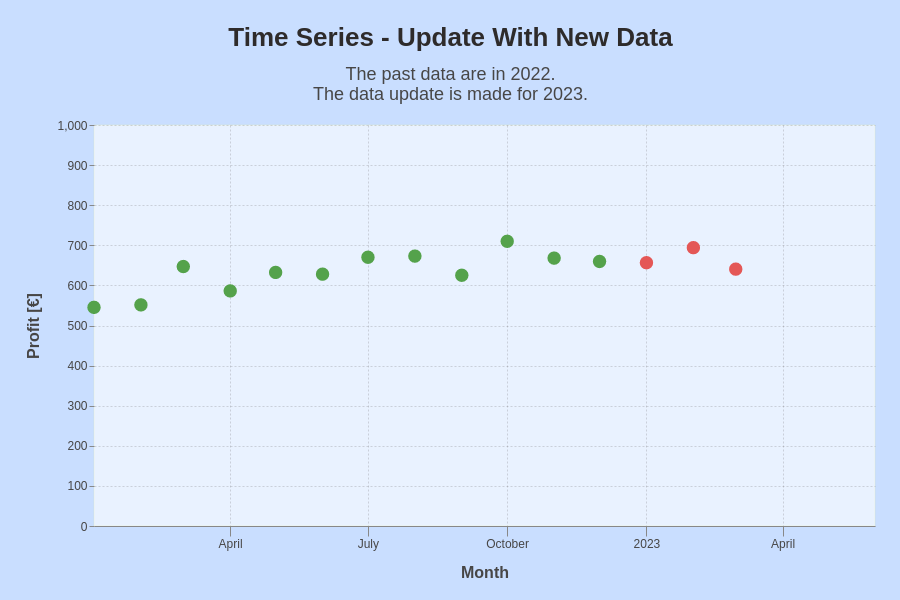 Time Series - Update With New Data
The past data are in 2022.
The data update is made for 2023.
1,000
900
800
700
600
500
400
300
200
100
0
Profit [€]
April
July
October
2023
April
Month